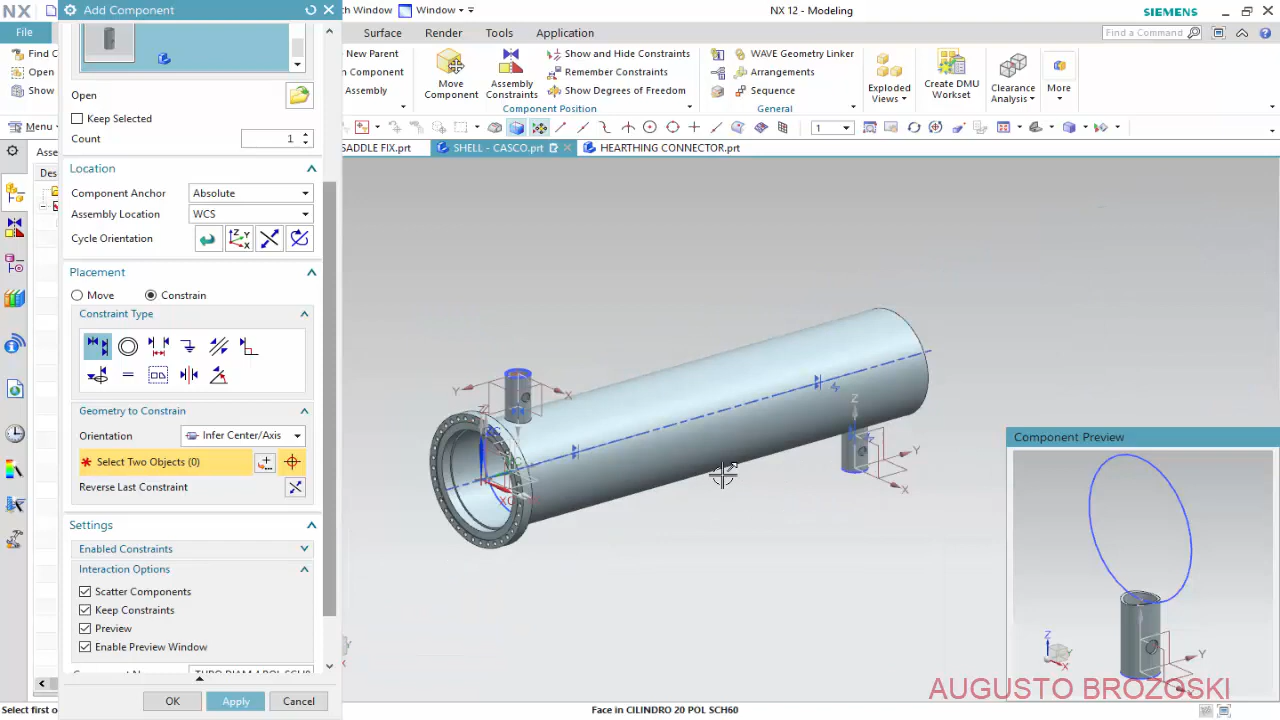 NX
Add Component
tch Window
Window
NX 12 - Modeling
SIEMENS
File
Surface
Render
Tools
Application
Find a Command
Find C
Open
Show
New Parent
n Component
Assembly
Move
Component
Assembly
Constraints
Show and Hide Constraints
Remember Constraints
Show Degrees of Freedom
Component Position
WAVE Geometry Linker
Arrangements
Sequence
General
Exploded
Views
Create DMU
Workset
Clearance
Analysis
More
Menu
1
Asse
Des
SADDLE FIX.prt
SHELL - CASCO.prt
HEARTHING CONNECTOR.prt
Open
Keep Selected
Count
1
Location
Component Anchor
Absolute
Assembly Location
WCS
Cycle Orientation
Placement
Move
Constrain
Constraint Type
Geometry to Constrain
Orientation
Infer Center/Axis
Select Two Objects (0)
Reverse Last Constraint
Settings
Enabled Constraints
Interaction Options
Scatter Components
Keep Constraints
Preview
Enable Preview Window
OK
Apply
Cancel
Y
X
Z
XC
Z
Y
X
Component Preview
Z
X
Y
AUGUSTO BROZOSKI
Select first o
Face in CILINDRO 20 POL SCH60